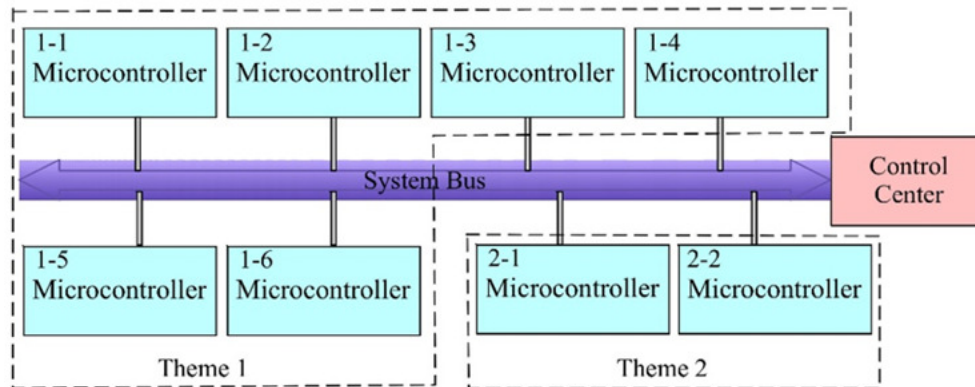 1-1
Microcontroller
1-2
Microcontroller
1-3
Microcontroller
1-4
Microcontroller
System Bus
Control
Center
1-5
Microcontroller
1-6
Microcontroller
2-1
Microcontroller
2-2
Microcontroller
Theme 1
Theme 2